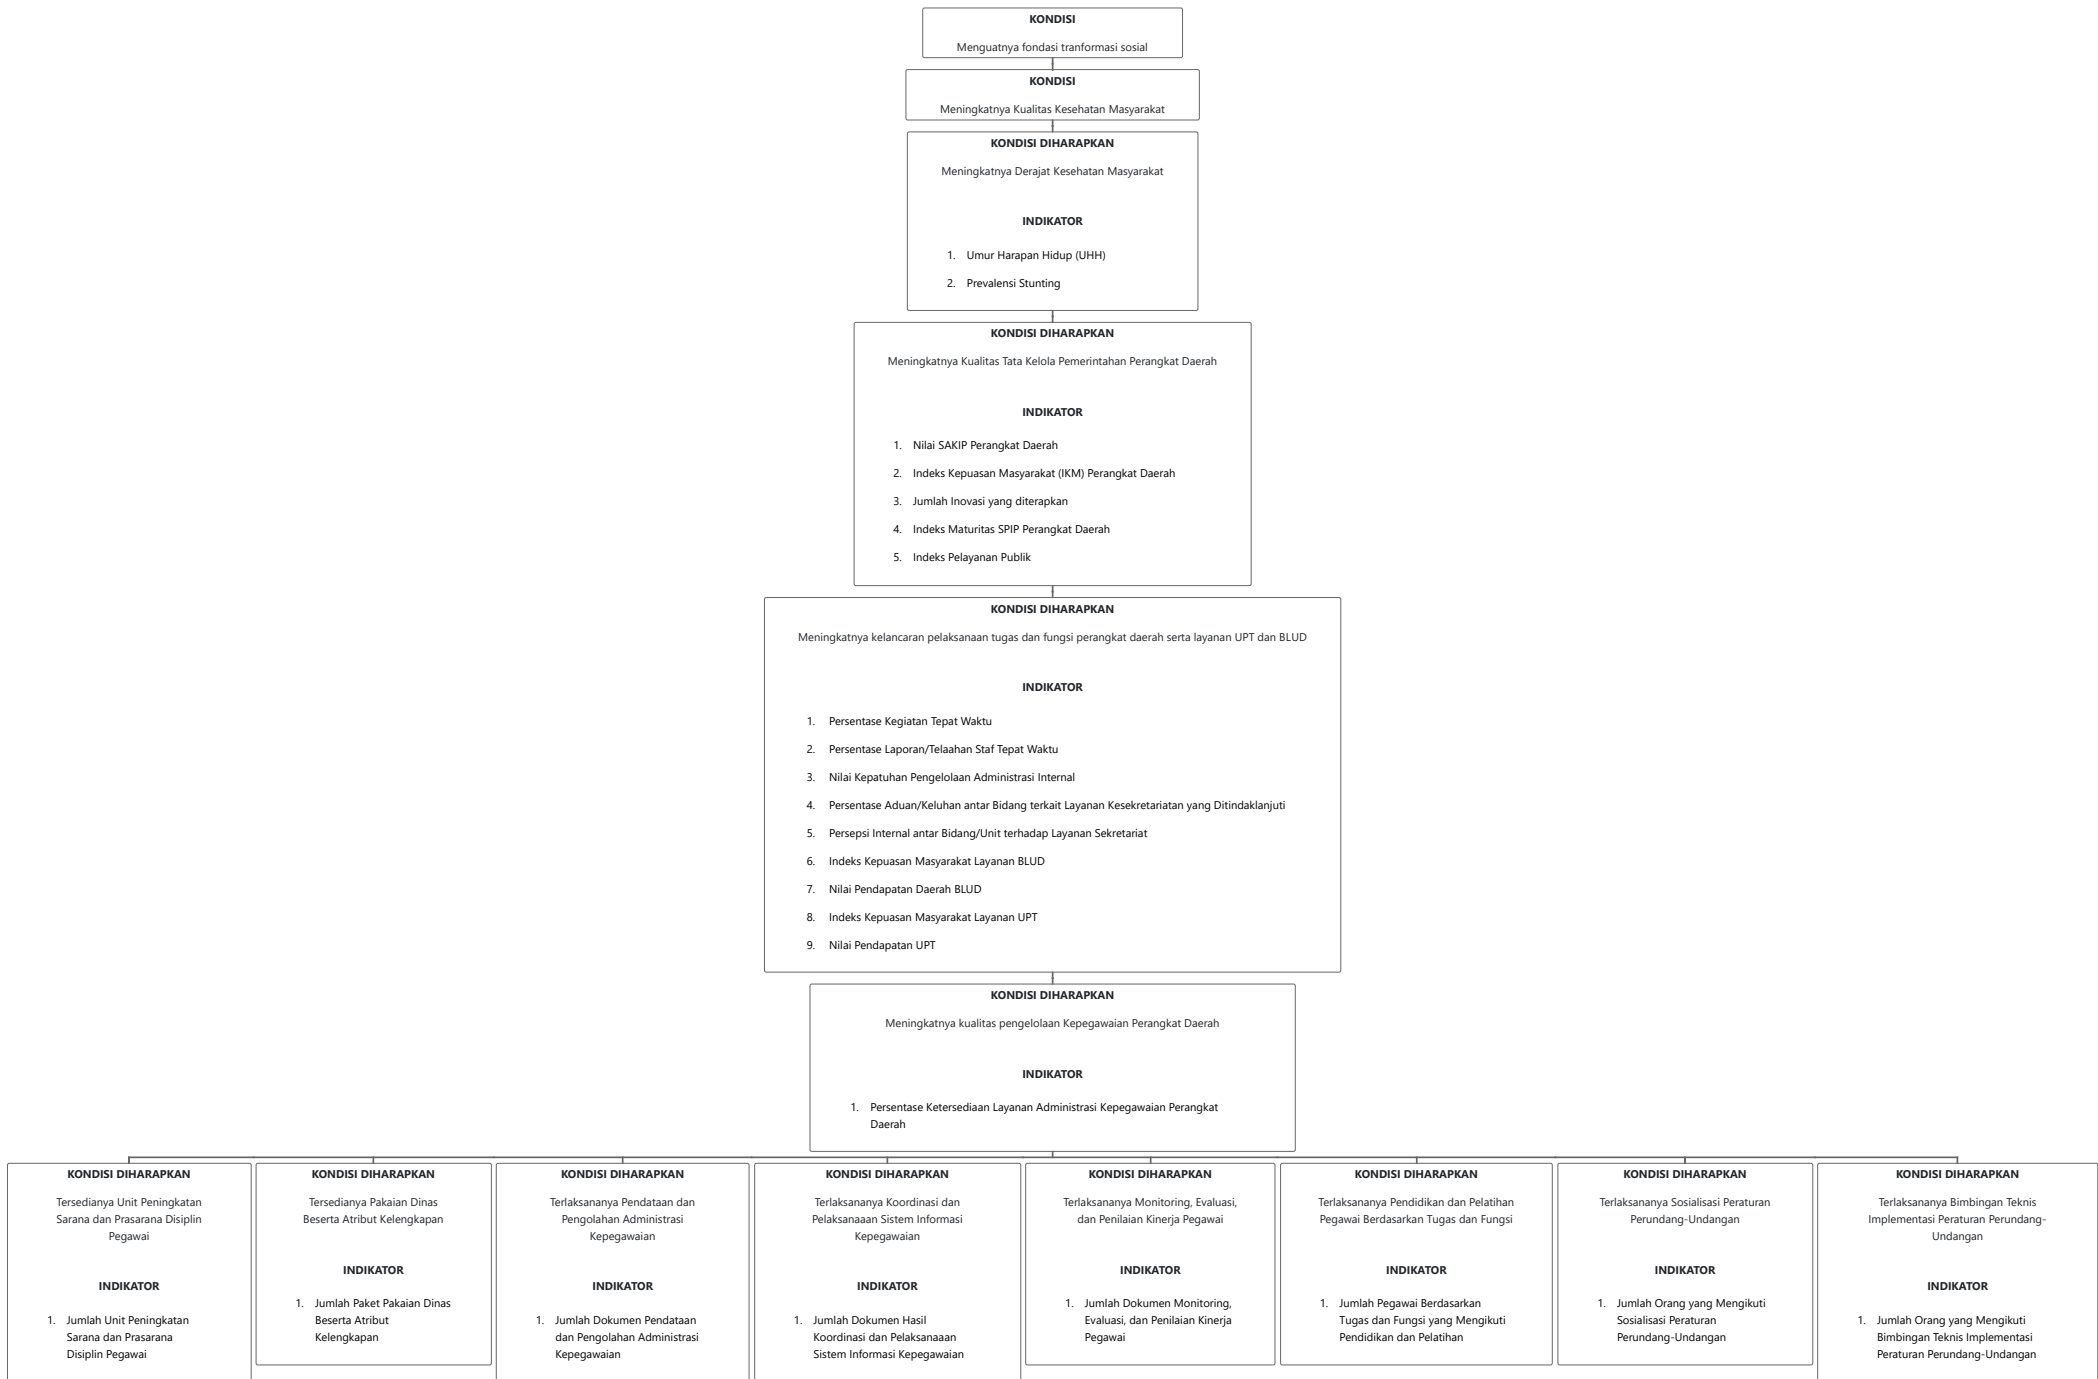 KONDISI
Menguatnya fondasi tranformasi sosial
KONDISI
Meningkatnya Kualitas Kesehatan Masyarakat
KONDISI DIHARAPKAN
Meningkatnya Derajat Kesehatan Masyarakat
INDIKATOR
1. Umur Harapan Hidup (UHH)
2. Prevalensi Stunting
KONDISI DIHARAPKAN
Meningkatnya Kualitas Tata Kelola Pemerintahan Perangkat Daerah
INDIKATOR
1. Nilai SAKIP Perangkat Daerah
2. Indeks Kepuasan Masyarakat (IKM) Perangkat Daerah
3. Jumlah Inovasi yang diterapkan
4. Indeks Maturitas SPIP Perangkat Daerah
5. Indeks Pelayanan Publik
KONDISI DIHARAPKAN
Meningkatnya kelancaran pelaksanaan tugas dan fungsi perangkat daerah serta layanan UPT dan BLUD
INDIKATOR
1. Persentase Kegiatan Tepat Waktu
2. Persentase Laporan/Telaahan Staf Tepat Waktu
3. Nilai Kepatuhan Pengelolaan Administrasi Internal
4. Persentase Aduan/Keluhan antar Bidang terkait Layanan Kesekretariatan yang Ditindaklanjuti
5. Persepsi Internal antar Bidang/Unit terhadap Layanan Sekretariat
6. Indeks Kepuasan Masyarakat Layanan BLUD
7. Nilai Pendapatan Daerah BLUD
8. Indeks Kepuasan Masyarakat Layanan UPT
9. Nilai Pendapatan UPT
KONDISI DIHARAPKAN
Meningkatnya kualitas pengelolaan Kepegawaian Perangkat Daerah
INDIKATOR
1. Persentase Ketersediaan Layanan Administrasi Kepegawaian Perangkat
Daerah
KONDISI DIHARAPKAN
Tersedianya Unit Peningkatan
Sarana dan Prasarana Disiplin
Pegawai
INDIKATOR
1. Jumlah Unit Peningkatan
Sarana dan Prasarana
Disiplin Pegawai
KONDISI DIHARAPKAN
Tersedianya Pakaian Dinas
Beserta Atribut Kelengkapan
INDIKATOR
1. Jumlah Paket Pakaian Dinas
Beserta Atribut
Kelengkapan
KONDISI DIHARAPKAN
Terlaksananya Pendataan dan
Pengolahan Administrasi
Kepegawaian
INDIKATOR
1. Jumlah Dokumen Pendataan
dan Pengolahan Administrasi
Kepegawaian
KONDISI DIHARAPKAN
Terlaksananya Koordinasi dan
Pelaksanaaan Sistem Informasi
Kepegawaian
INDIKATOR
1. Jumlah Dokumen Hasil
Koordinasi dan Pelaksanaaan
Sistem Informasi Kepegawaian
KONDISI DIHARAPKAN
Terlaksananya Monitoring, Evaluasi,
dan Penilaian Kinerja Pegawai
INDIKATOR
1. Jumlah Dokumen Monitoring,
Evaluasi, dan Penilaian Kinerja
Pegawai
KONDISI DIHARAPKAN
Terlaksananya Pendidikan dan Pelatihan
Pegawai Berdasarkan Tugas dan Fungsi
INDIKATOR
1. Jumlah Pegawai Berdasarkan
Tugas dan Fungsi yang Mengikuti
Pendidikan dan Pelatihan
KONDISI DIHARAPKAN
Terlaksananya Sosialisasi Peraturan
Perundang-Undangan
INDIKATOR
1. Jumlah Orang yang Mengikuti
Sosialisasi Peraturan
Perundang-Undangan
KONDISI DIHARAPKAN
Terlaksananya Bimbingan Teknis
Implementasi Peraturan Perundang-
Undangan
INDIKATOR
1. Jumlah Orang yang Mengikuti
Bimbingan Teknis Implementasi
Peraturan Perundang-Undangan